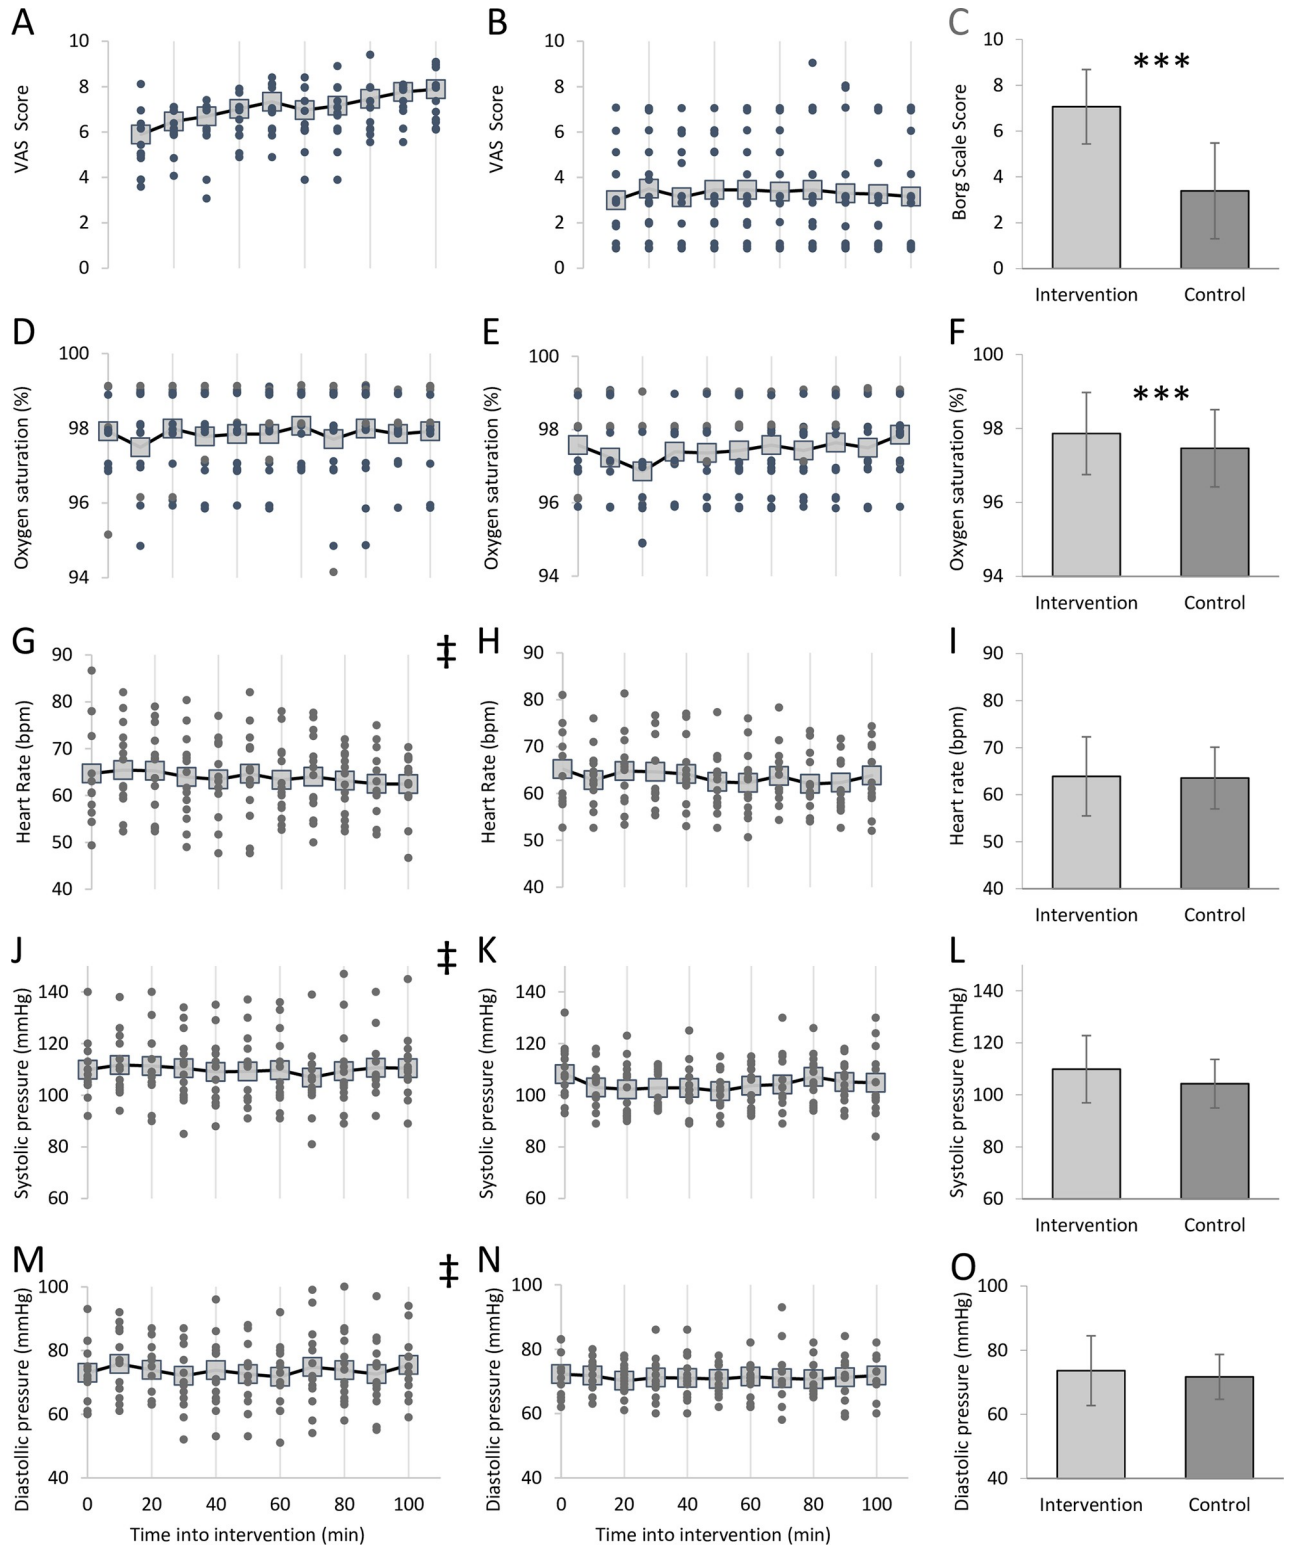 A
VAS Score
10
8
6
4
2
0
B
VAS Score
10
8
6
4
2
0
C
Borg Scale Score
10
8
6
4
2
0
***
Intervention Control
D
Oxygen saturation (%)
100
98
96
94
E
Oxygen saturation (%)
100
98
96
94
F
Oxygen saturation (%)
100
98
96
94
***
Intervention Control
G
Heart Rate (bpm)
90
80
70
60
50
40
‡
H
Heart Rate (bpm)
90
80
70
60
50
40
I
Heart rate (bpm)
90
80
70
60
50
40
Intervention Control
J
Systolic pressure (mmHg)
140
120
100
80
60
‡
K
Systolic pressure (mmHg)
140
120
100
80
60
L
Systolic pressure (mmHg)
140
120
100
80
60
Intervention Control
M
Diastollic pressure (mmHg)
100
80
60
40
0 20 40 60 80 100
Time into intervention (min)
‡
N
Diastollic pressure (mmHg)
100
80
60
40
0 20 40 60 80 100
Time into intervention (min)
O
Diastolic pressure (mmHg)
100
80
60
40
Intervention Control